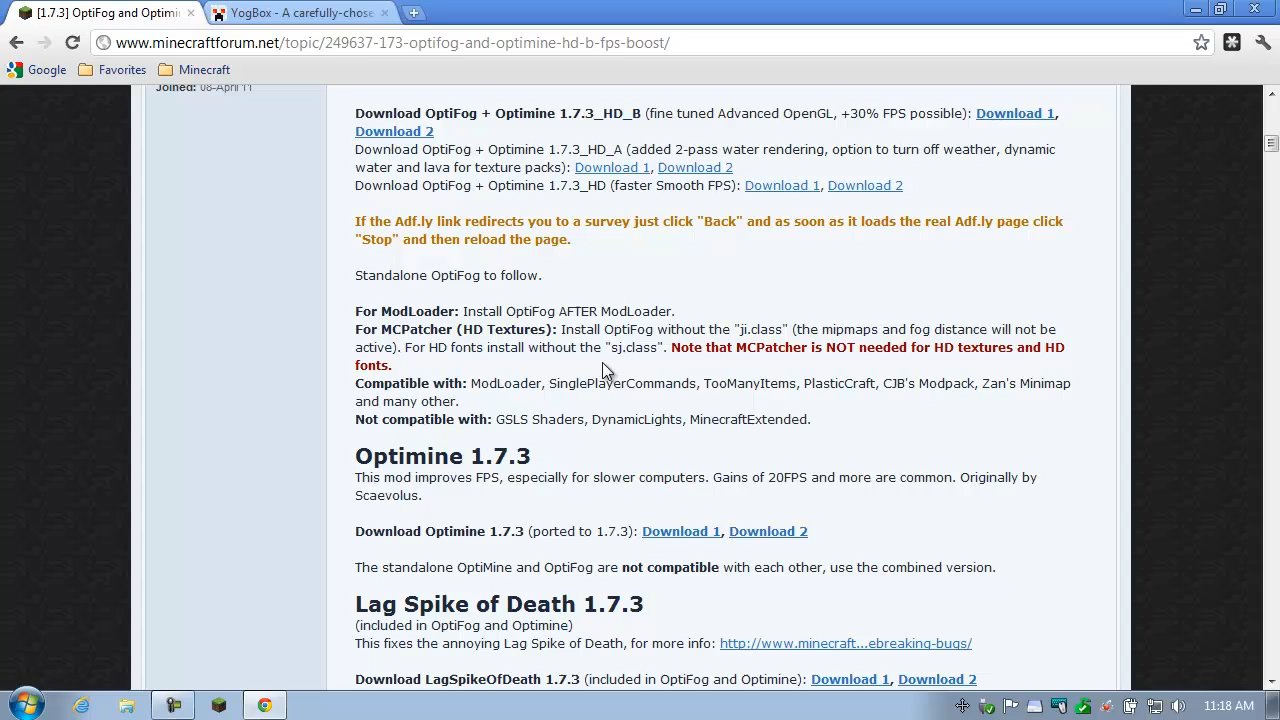 [1.7.3] OptiFog and Optimin
YogBox - A carefully-chose
www.minecraftforum.net/topic/249637-173-optifog-and-optimine-hd-b-fps-boost/
Google Favorites Minecraft
Joined: 08-April 11
Download OptiFog + Optimine 1.7.3_HD_B (fine tuned Advanced OpenGL, +30% FPS possible): Download 1,
Download 2
Download OptiFog + Optimine 1.7.3_HD_A (added 2-pass water rendering, option to turn off weather, dynamic
water and lava for texture packs): Download 1, Download 2
Download OptiFog + Optimine 1.7.3_HD (faster Smooth FPS): Download 1, Download 2
If the Adf.ly link redirects you to a survey just click "Back" and as soon as it loads the real Adf.ly page click
"Stop" and then reload the page.
Standalone OptiFog to follow.
For ModLoader: Install OptiFog AFTER ModLoader.
For MCPatcher (HD Textures): Install OptiFog without the "ji.class" (the mipmaps and fog distance will not be
active). For HD fonts install without the "sj.class". Note that MCPatcher is NOT needed for HD textures and HD
fonts.
Compatible with: ModLoader, SinglePlayerCommands, TooManyItems, PlasticCraft, CJB's Modpack, Zan's Minimap
and many other.
Not compatible with: GSLS Shaders, DynamicLights, MinecraftExtended.
Optimine 1.7.3
This mod improves FPS, especially for slower computers. Gains of 20FPS and more are common. Originally by
Scaevolus.
Download Optimine 1.7.3 (ported to 1.7.3): Download 1, Download 2
The standalone OptiMine and OptiFog are not compatible with each other, use the combined version.
Lag Spike of Death 1.7.3
(included in OptiFog and Optimine)
This fixes the annoying Lag Spike of Death, for more info: http://www.minecraft...ebreaking-bugs/
Download LagSpikeOfDeath 1.7.3 (included in OptiFog and Optimine): Download 1, Download 2
11:18 AM